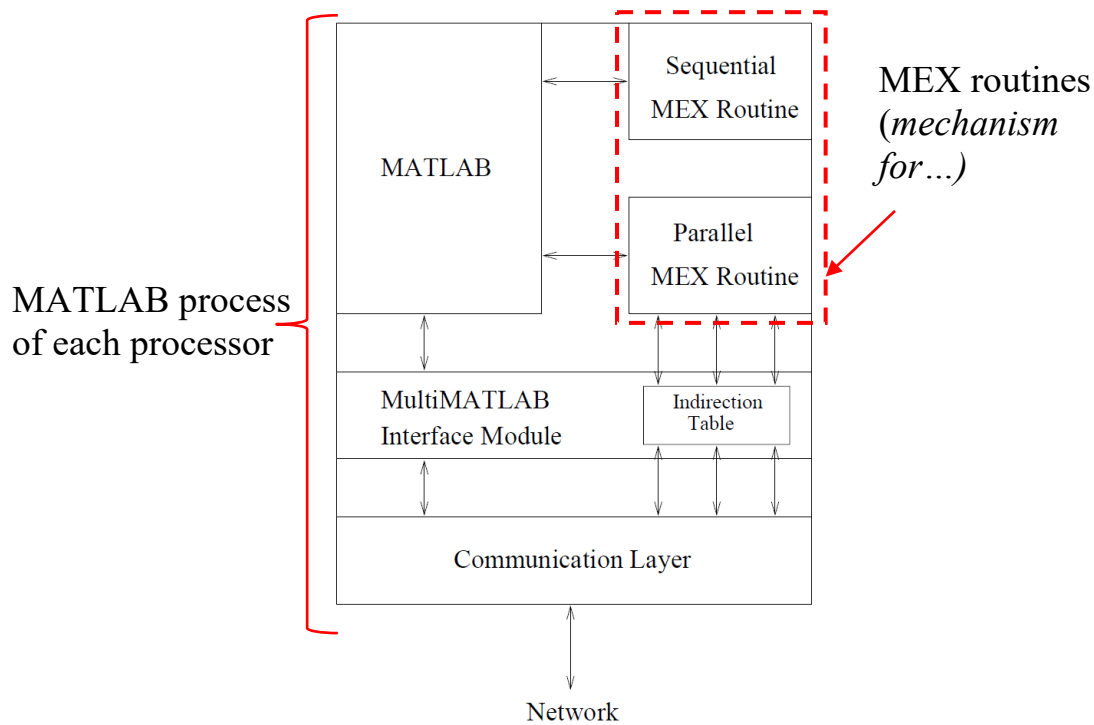 Sequential
MEX Routine
MEX routines
(mechanism
for…)
MATLAB
Parallel
MEX Routine
MATLAB process
of each processor
MultiMATLAB
Interface Module
Indirection
Table
Communication Layer
Network